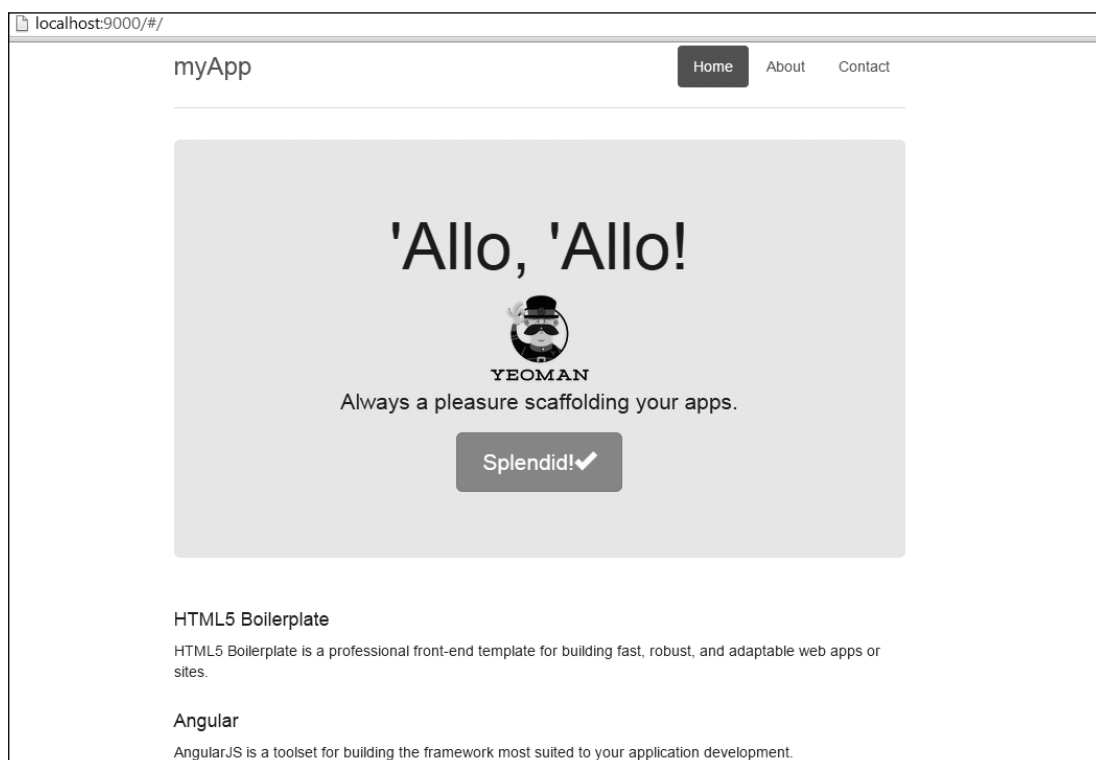 localhost:9000/#/
myApp
Home About Contact
'Allo, 'Allo!
YEOMAN
Always a pleasure scaffolding your apps.
Splendid!
HTML5 Boilerplate
HTML5 Boilerplate is a professional front-end template for building fast, robust, and adaptable web apps or
sites.
Angular
AngularJS is a toolset for building the framework most suited to your application development.